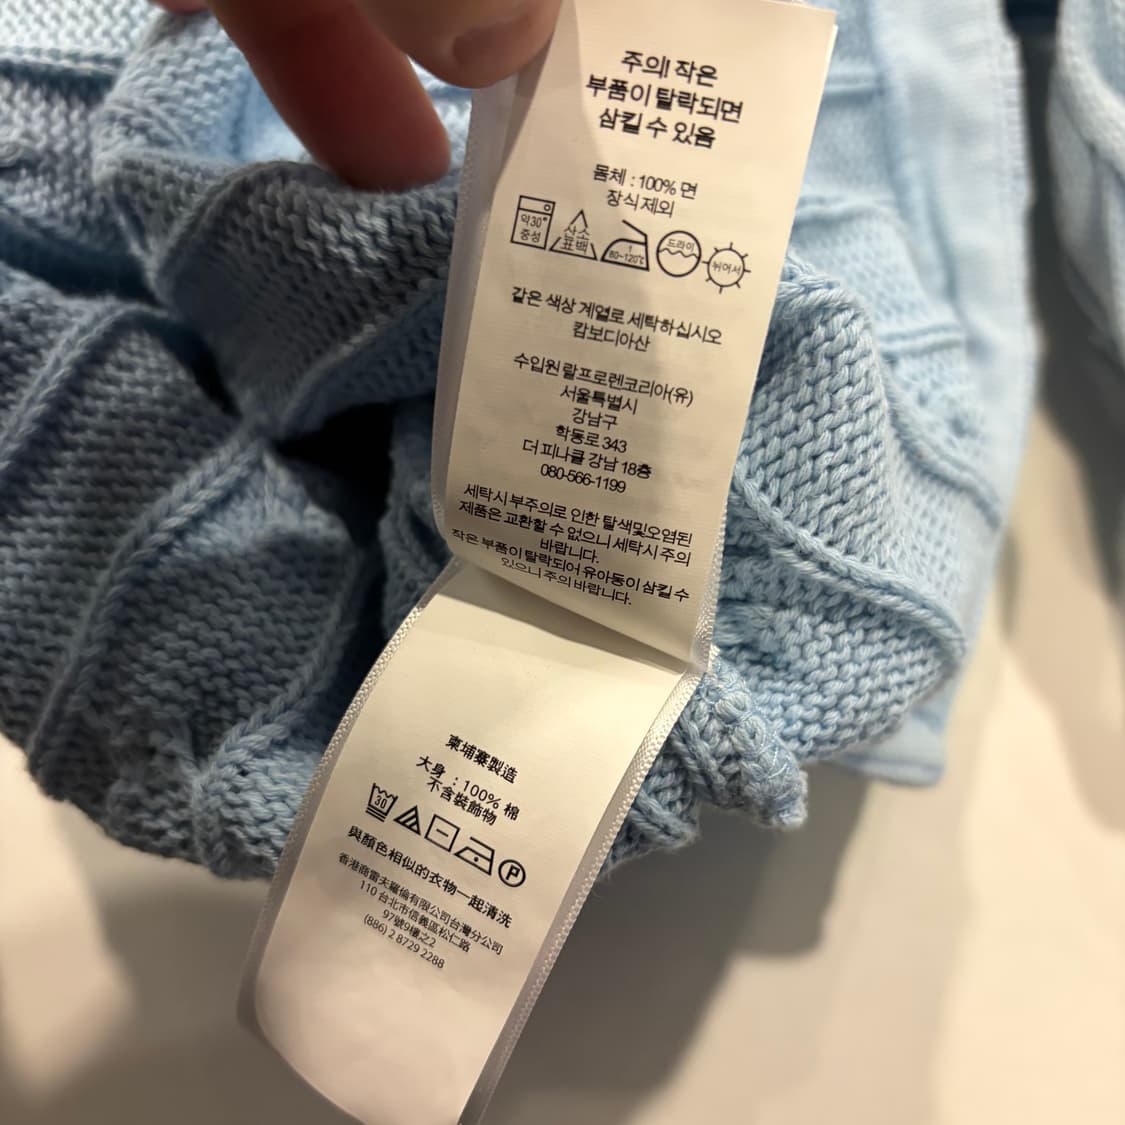 주의! 작은
부품이 탈락되면
삼킬 수 있음
몸체 : 100% 면
장식 제외
약30°
중성
산소
표백
1
80~120℃
드라이
뉘어서
같은 색상 계열로 세탁하십시오
캄보디아산
수입원 랄프로렌코리아(유)
서울특별시
강남구
학동로 343
더 피나클 강남 18층
080-566-1199
세탁시 부주의로 인한 탈색및오염된
제품은 교환할 수 없으니 세탁시 주의
바랍니다.
작은 부품이 탈락되어 유아동이 삼킬 수
있으니 주의 바랍니다.
柬埔寨製造
大身 : 100% 棉
不含裝飾物
30
P
與顏色相似的衣物一起清洗
香港商雷夫羅倫有限公司台灣分公司
110 台北市信義區松仁路
97號9樓之2
(886) 2 8729 2288